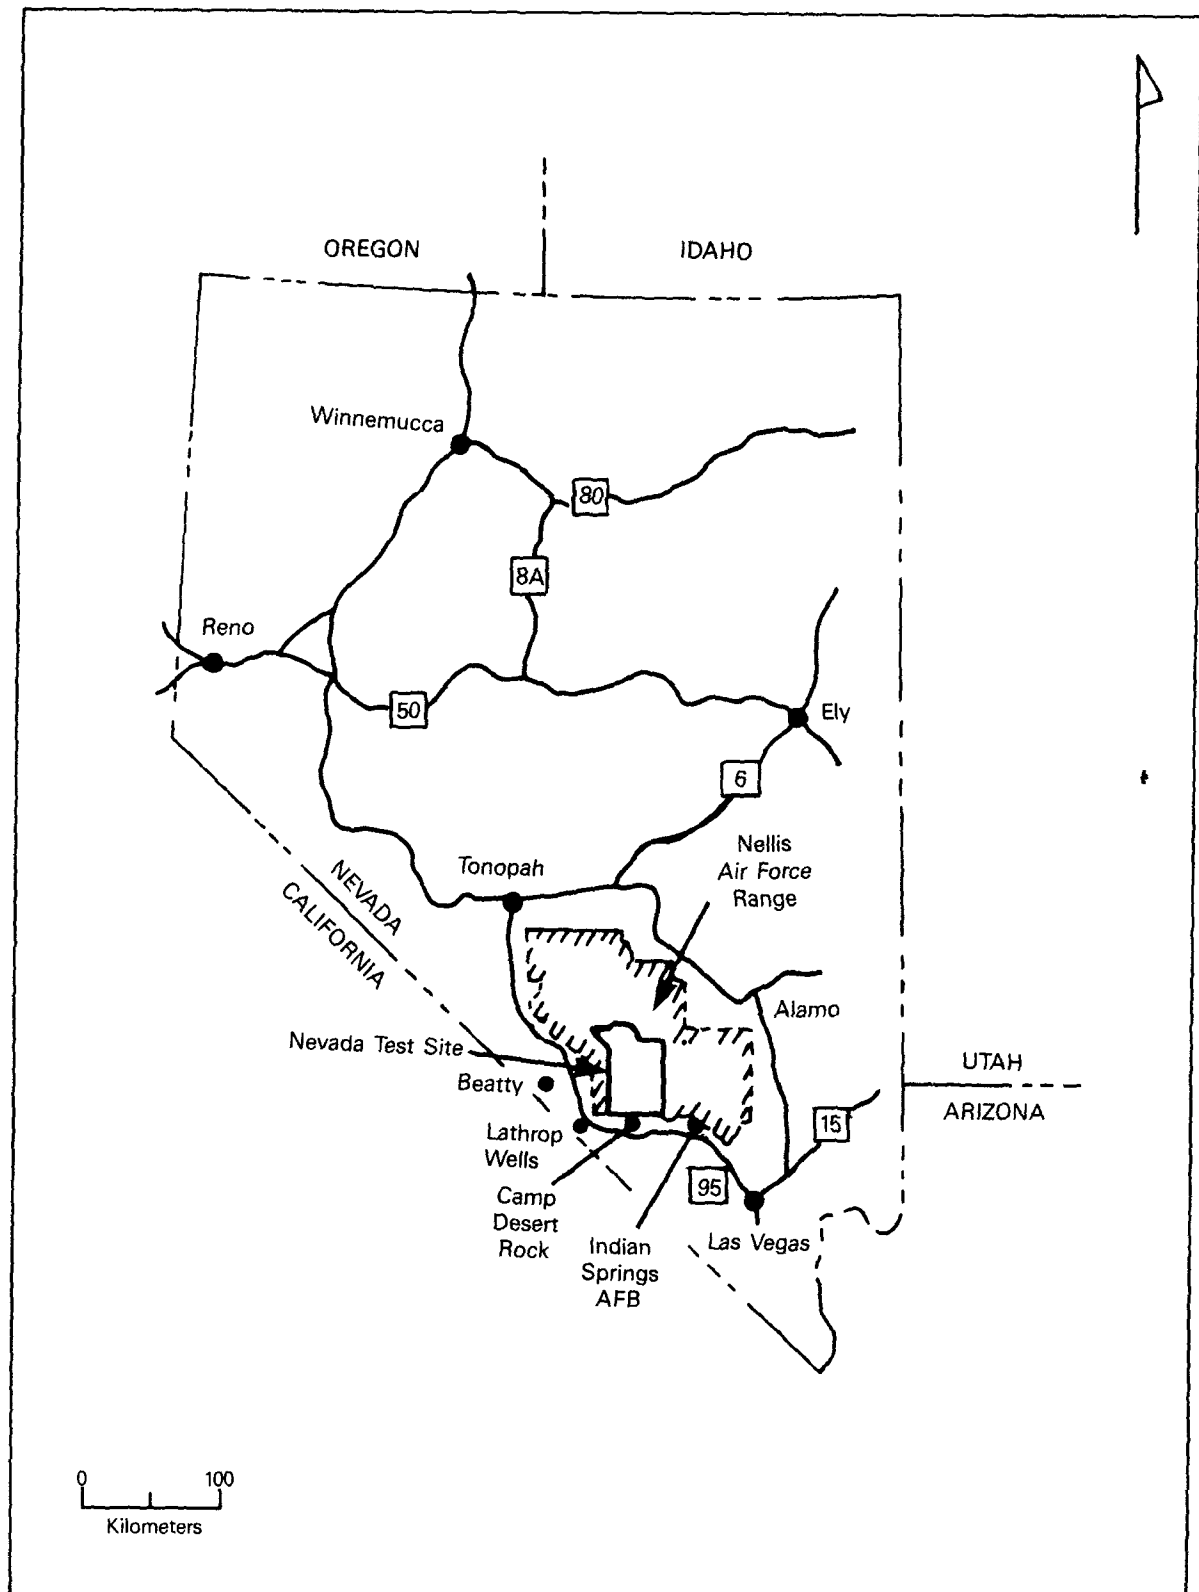 OREGON
IDAHO
Winnemucca
80
8A
Reno
50
Ely
6
Nellis
Air Force
Range
Tonopah
NEVADA
CALIFORNIA
Alamo
Nevada Test Site
Beatty
UTAH
ARIZONA
15
Lathrop
Wells
95
Camp
Desert
Rock
Indian
Springs
AFB
Las Vegas
0 100
Kilometers